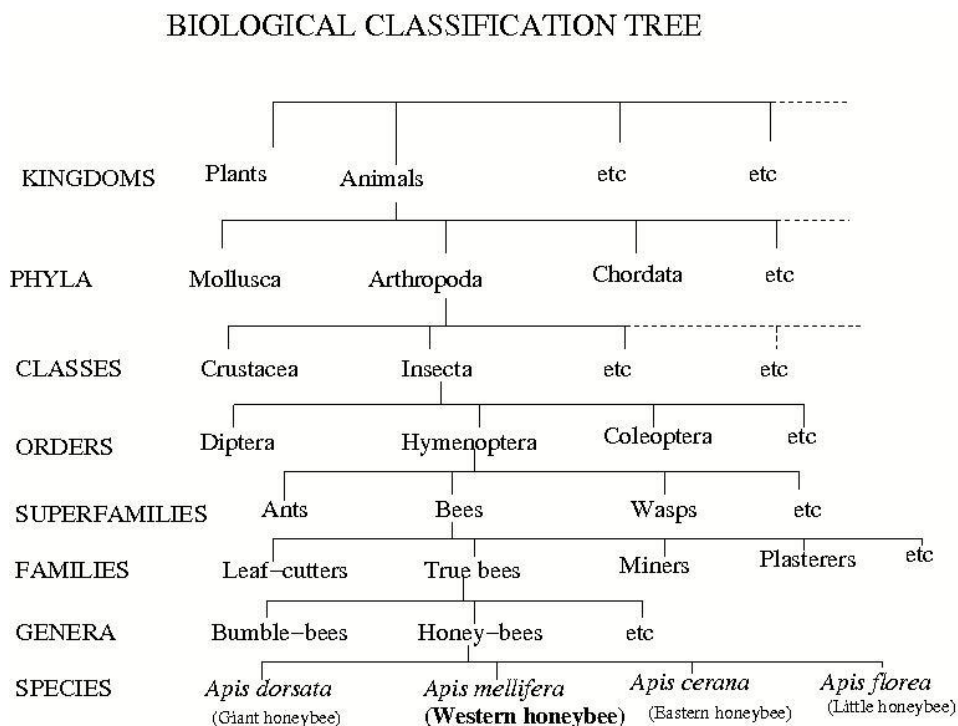 BIOLOGICAL CLASSIFICATION TREE
KINGDOMS Plants Animals etc etc
PHYLA Mollusca Arthropoda Chordata etc
CLASSES Crustacea Insecta etc etc
ORDERS Diptera Hymenoptera Coleoptera etc
SUPERFAMILIES Ants Bees Wasps etc
FAMILIES Leaf-cutters True bees Miners Plasterers etc
GENERA Bumble-bees Honey-bees etc
SPECIES Apis dorsata Apis mellifera Apis cerana Apis florea
(Giant honeybee) (Western honeybee) (Eastern honeybee) (Little honeybee)